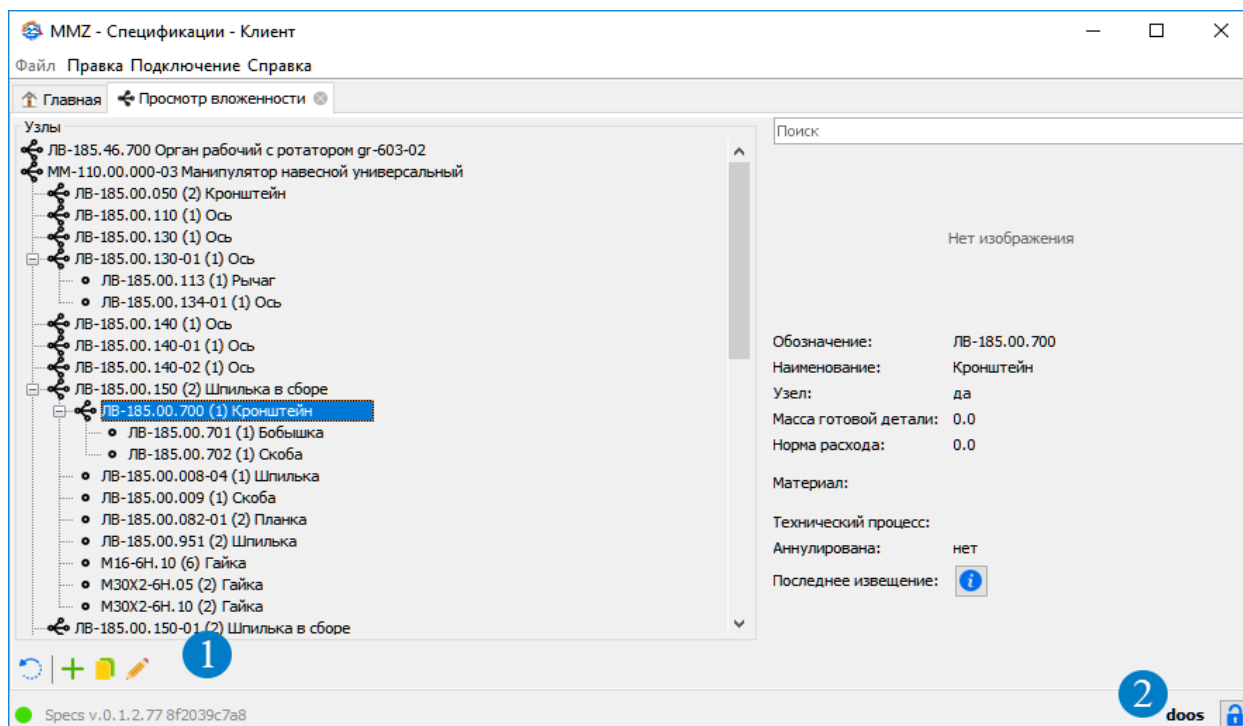 MMZ - Спецификации - Клиент
Файл Правка Подключение Справка
Главная Просмотр вложенности
Узлы
ЛВ-185.46.700 Орган рабочий с ротатором gr-603-02
ММ-110.00.000-03 Манипулятор навесной универсальный
ЛВ-185.00.050 (2) Кронштейн
ЛВ-185.00.110 (1) Ось
ЛВ-185.00.130 (1) Ось
ЛВ-185.00.130-01 (1) Ось
ЛВ-185.00.113 (1) Рычаг
ЛВ-185.00.134-01 (1) Ось
ЛВ-185.00.140 (1) Ось
ЛВ-185.00.140-01 (1) Ось
ЛВ-185.00.140-02 (1) Ось
ЛВ-185.00.150 (2) Шпилька в сборе
ЛВ-185.00.700 (1) Кронштейн
ЛВ-185.00.701 (1) Бобышка
ЛВ-185.00.702 (1) Скоба
ЛВ-185.00.008-04 (1) Шпилька
ЛВ-185.00.009 (1) Скоба
ЛВ-185.00.082-01 (2) Планка
ЛВ-185.00.951 (2) Шпилька
М16-6Н.10 (6) Гайка
М30Х2-6Н.05 (2) Гайка
М30Х2-6Н.10 (2) Гайка
ЛВ-185.00.150-01 (2) Шпилька в сборе
1
Поиск
Нет изображения
Обозначение: ЛВ-185.00.700
Наименование: Кронштейн
Узел: да
Масса готовой детали: 0.0
Норма расхода: 0.0
Материал:
Технический процесс:
Аннулирована: нет
Последнее извещение:
2
Specs v.0.1.2.77 8f2039c7a8 doos